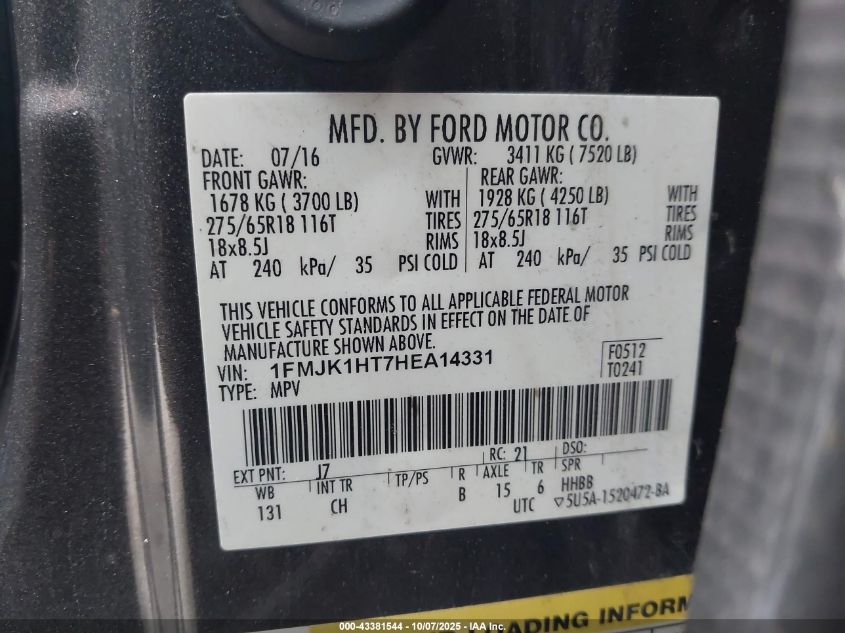 MFD. BY FORD MOTOR CO.
DATE: 07/16 GVWR: 3411 KG ( 7520 LB)
FRONT GAWR: REAR GAWR:
1678 KG ( 3700 LB) WITH 1928 KG ( 4250 LB) WITH
275/65R18 116T TIRES 275/65R18 116T TIRES
18x8.5J RIMS 18x8.5J RIMS
AT 240 kPa/ 35 PSI COLD AT 240 kPa/ 35 PSI COLD
THIS VEHICLE CONFORMS TO ALL APPLICABLE FEDERAL MOTOR
VEHICLE SAFETY STANDARDS IN EFFECT ON THE DATE OF
MANUFACTURE SHOWN ABOVE.
VIN: 1FMJK1HT7HEA14331 F0512
TYPE: MPV T0241
EXT PNT: J7 RC: 21 DSO:
WB INT TR TP/PS R AXLE TR SPR
131 CH B 15 6 HHBB
UTC ▽5U5A-1520472-BA
ADING INFORM
000-43381544 | 10/07/2025 - IAA Inc.